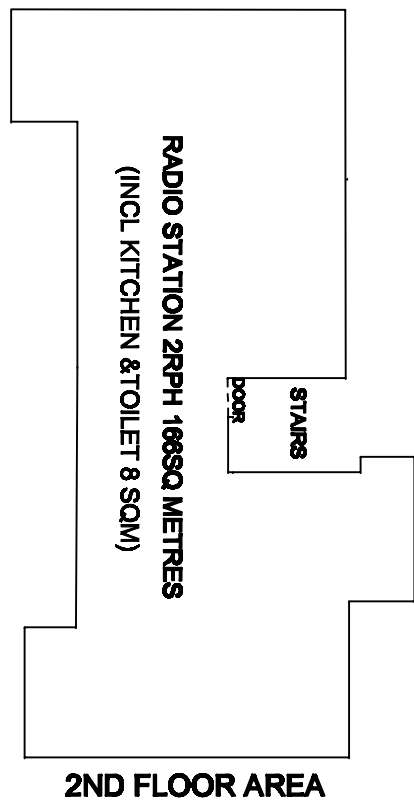 RADIO STATION 2RPH 166SQ METRES
(INCL KITCHEN &TOILET 8 SQM)
DOOR
STAIRS
2ND FLOOR AREA